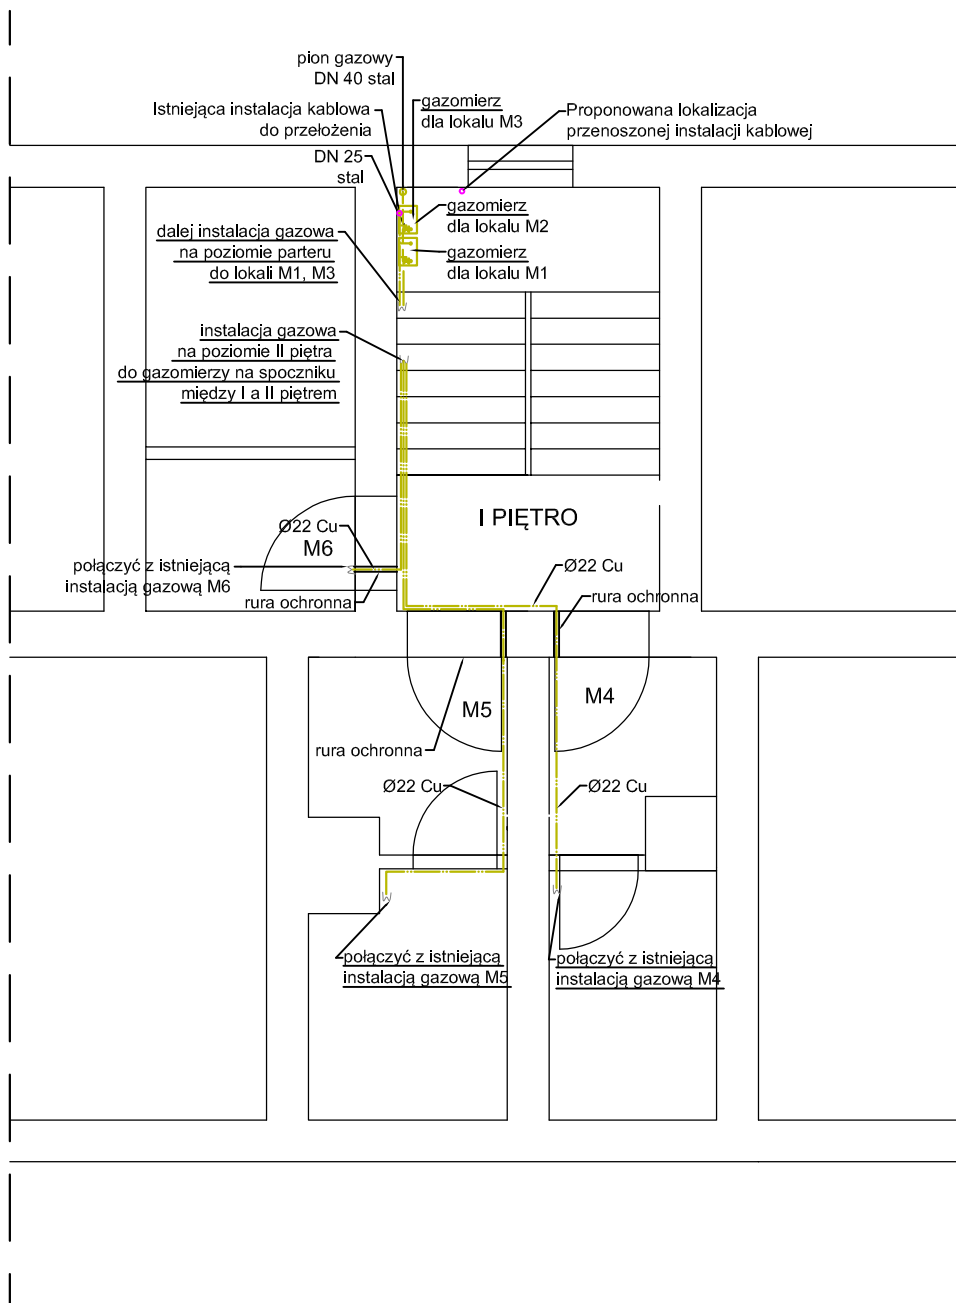 pion gazowy
DN 40 stal
Istniejąca instalacja kablowa
do przełożenia
gazomierz
dla lokalu M3
Proponowana lokalizacja
przenoszonej instalacji kablowej
DN 25
stal
gazomierz
dla lokalu M2
dalej instalacja gazowa
na poziomie parteru
do lokali M1, M3
gazomierz
dla lokalu M1
instalacja gazowa
na poziomie II piętra
do gazomierzy na spoczniku
między I a II piętrem
I PIĘTRO
Ø22 Cu
M6
połączyć z istniejącą
instalacją gazową M6
rura ochronna
Ø22 Cu
rura ochronna
M5
M4
rura ochronna
Ø22 Cu
Ø22 Cu
połączyć z istniejącą
instalacją gazową M5
połączyć z istniejącą
instalacją gazową M4